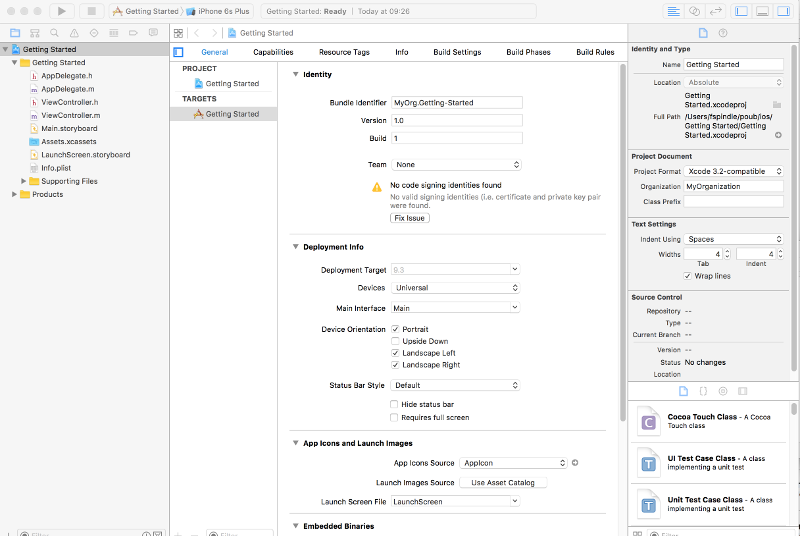 Getting Started
iPhone 6s Plus
Getting Started: Ready
Today at 09:26
Getting Started
Getting Started
AppDelegate.h
AppDelegate.m
ViewController.h
ViewController.m
Main.storyboard
Assets.xcassets
LaunchScreen.storyboard
Info.plist
Supporting Files
Products
Filter
Getting Started
General
Capabilities
Resource Tags
Info
Build Settings
Build Phases
Build Rules
PROJECT
Getting Started
TARGETS
Getting Started
Filter
Identity
Bundle Identifier MyOrg.Getting-Started
Version 1.0
Build 1
Team None
No code signing identities found
No valid signing identities (i.e. certificate and private key pair
were found.
Fix Issue
Deployment Info
Deployment Target 9.3
Devices Universal
Main Interface Main
Device Orientation Portrait
Upside Down
Landscape Left
Landscape Right
Status Bar Style Default
Hide status bar
Requires full screen
App Icons and Launch Images
App Icons Source AppIcon
Launch Images Source Use Asset Catalog
Launch Screen File LaunchScreen
Embedded Binaries
Identity and Type
Name Getting Started
Location Absolute
Getting
Started.xcodeproj
Full Path /Users/fspindle/poub/ios/
Getting Started/Getting
Started.xcodeproj
Project Document
Project Format Xcode 3.2-compatible
Organization MyOrganization
Class Prefix
Text Settings
Indent Using Spaces
Widths 4 4
Tab Indent
Wrap lines
Source Control
Repository --
Type --
Current Branch --
Version --
Status No changes
Location
Cocoa Touch Class - A Cocoa
Touch class
UI Test Case Class - A class
implementing a unit test
Unit Test Case Class - A class
implementing a unit test
Filter